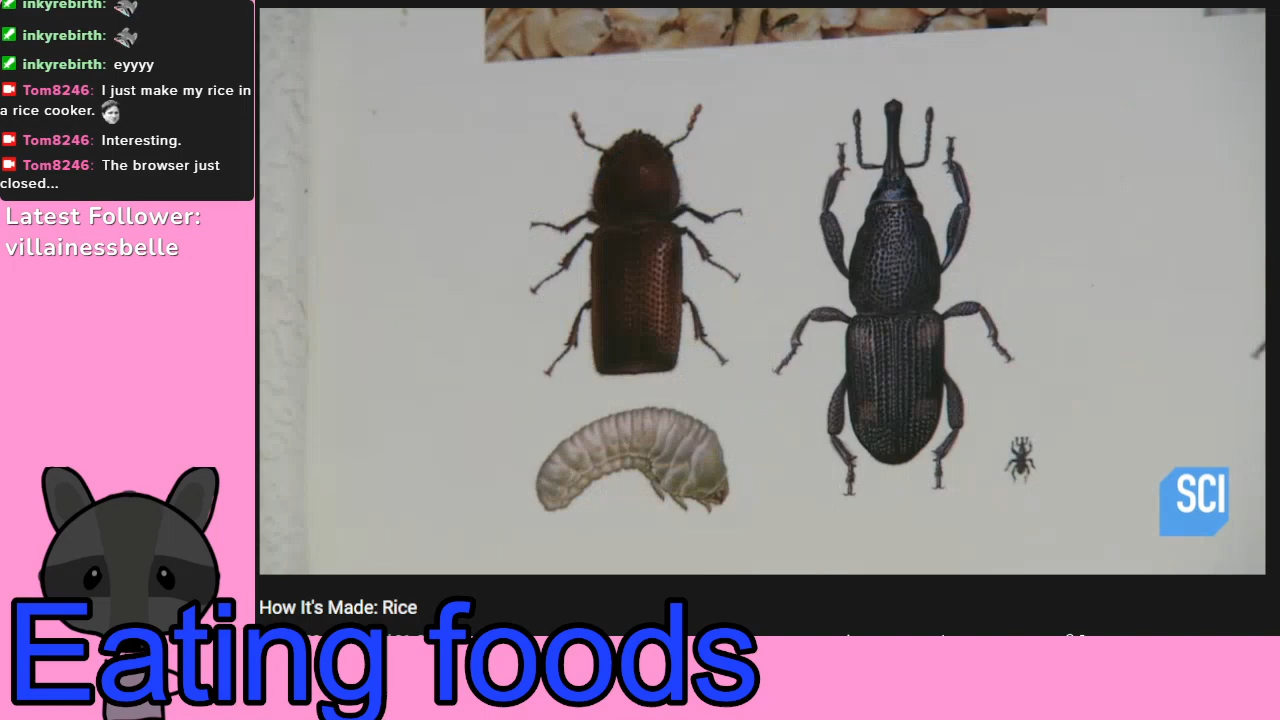 inkyrebirth:
inkyrebirth:
inkyrebirth: eyyyy
Tom8246: I just make my rice in
a rice cooker.
Tom8246: Interesting.
Tom8246: The browser just
closed...
Latest Follower:
villainessbelle
SCI
How It's Made: Rice
Eating foods